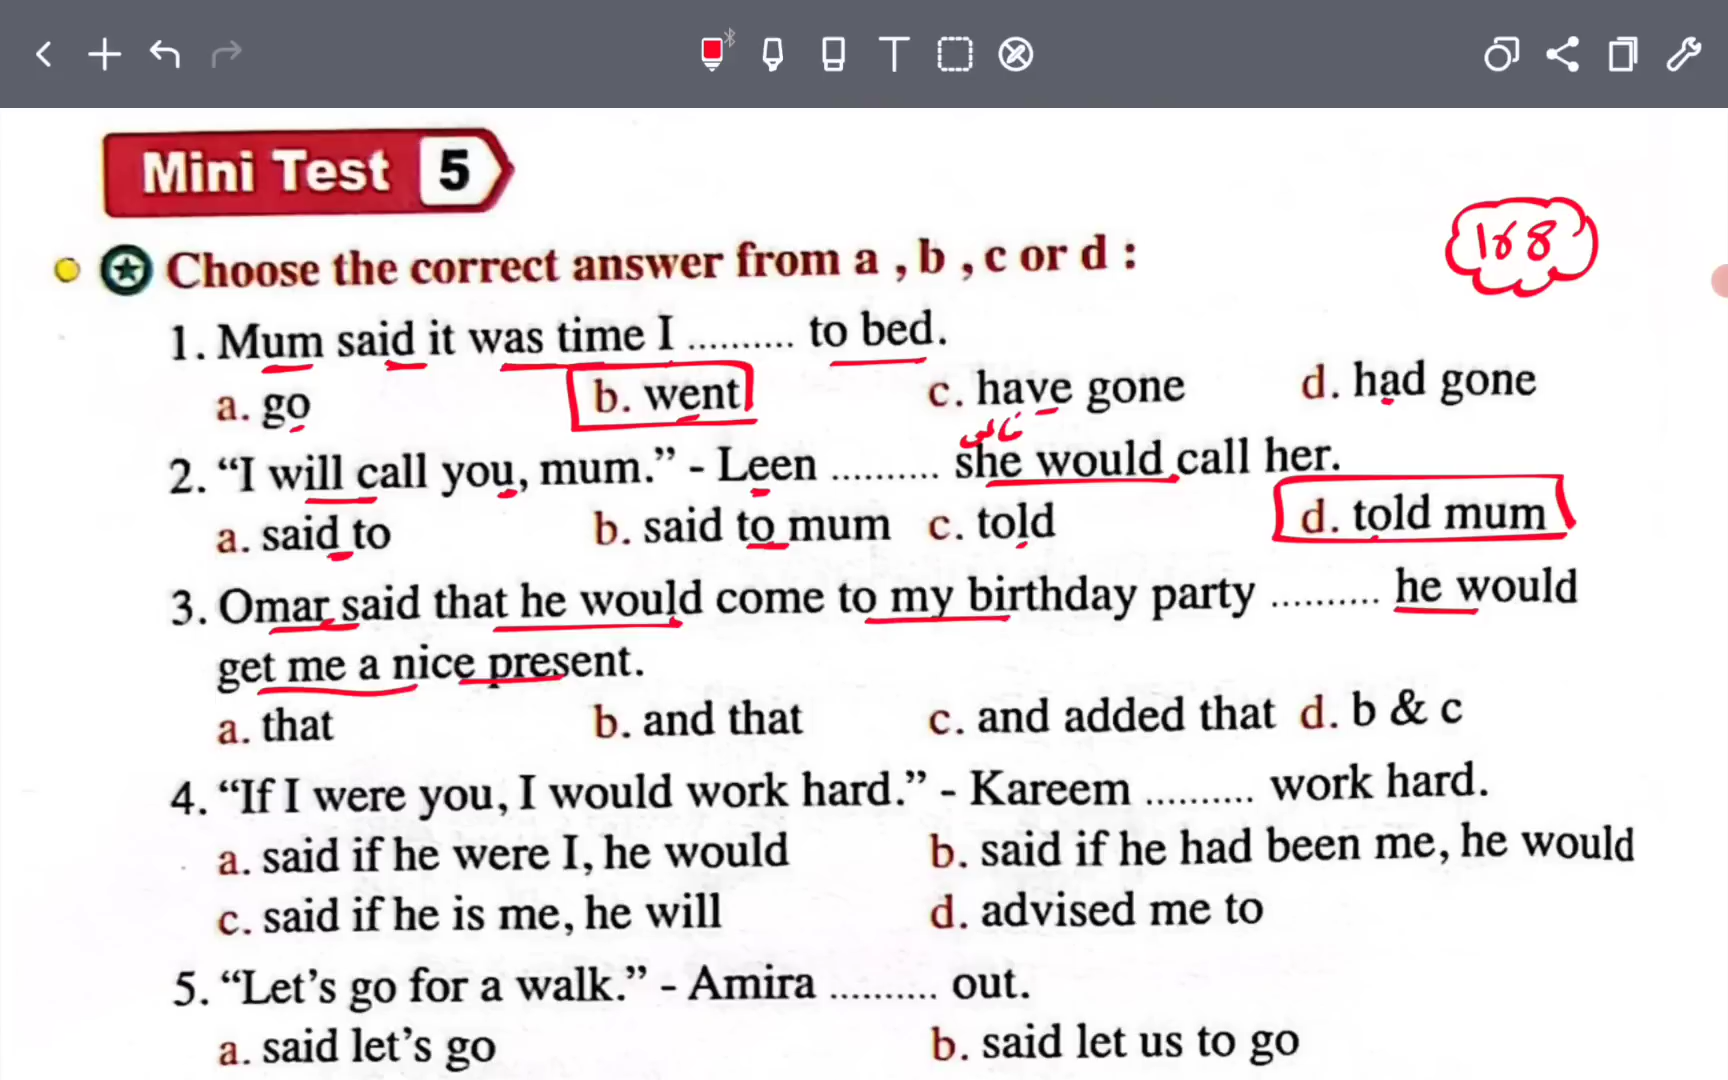 Mini Test 5
168
Choose the correct answer from a , b , c or d :
1. Mum said it was time I .......... to bed.
a. go b. went c. have gone d. had gone
2. “I will call you, mum.” - Leen .......... she would call her.
a. said to b. said to mum c. told d. told mum
3. Omar said that he would come to my birthday party .......... he would
get me a nice present.
a. that b. and that c. and added that d. b & c
4. “If I were you, I would work hard.” - Kareem .......... work hard.
a. said if he were I, he would b. said if he had been me, he would
c. said if he is me, he will d. advised me to
5. “Let’s go for a walk.” - Amira .......... out.
a. said let’s go b. said let us to go